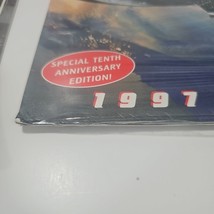 SPECIAL TENTH
ANNIVERSARY
EDITION!
1997